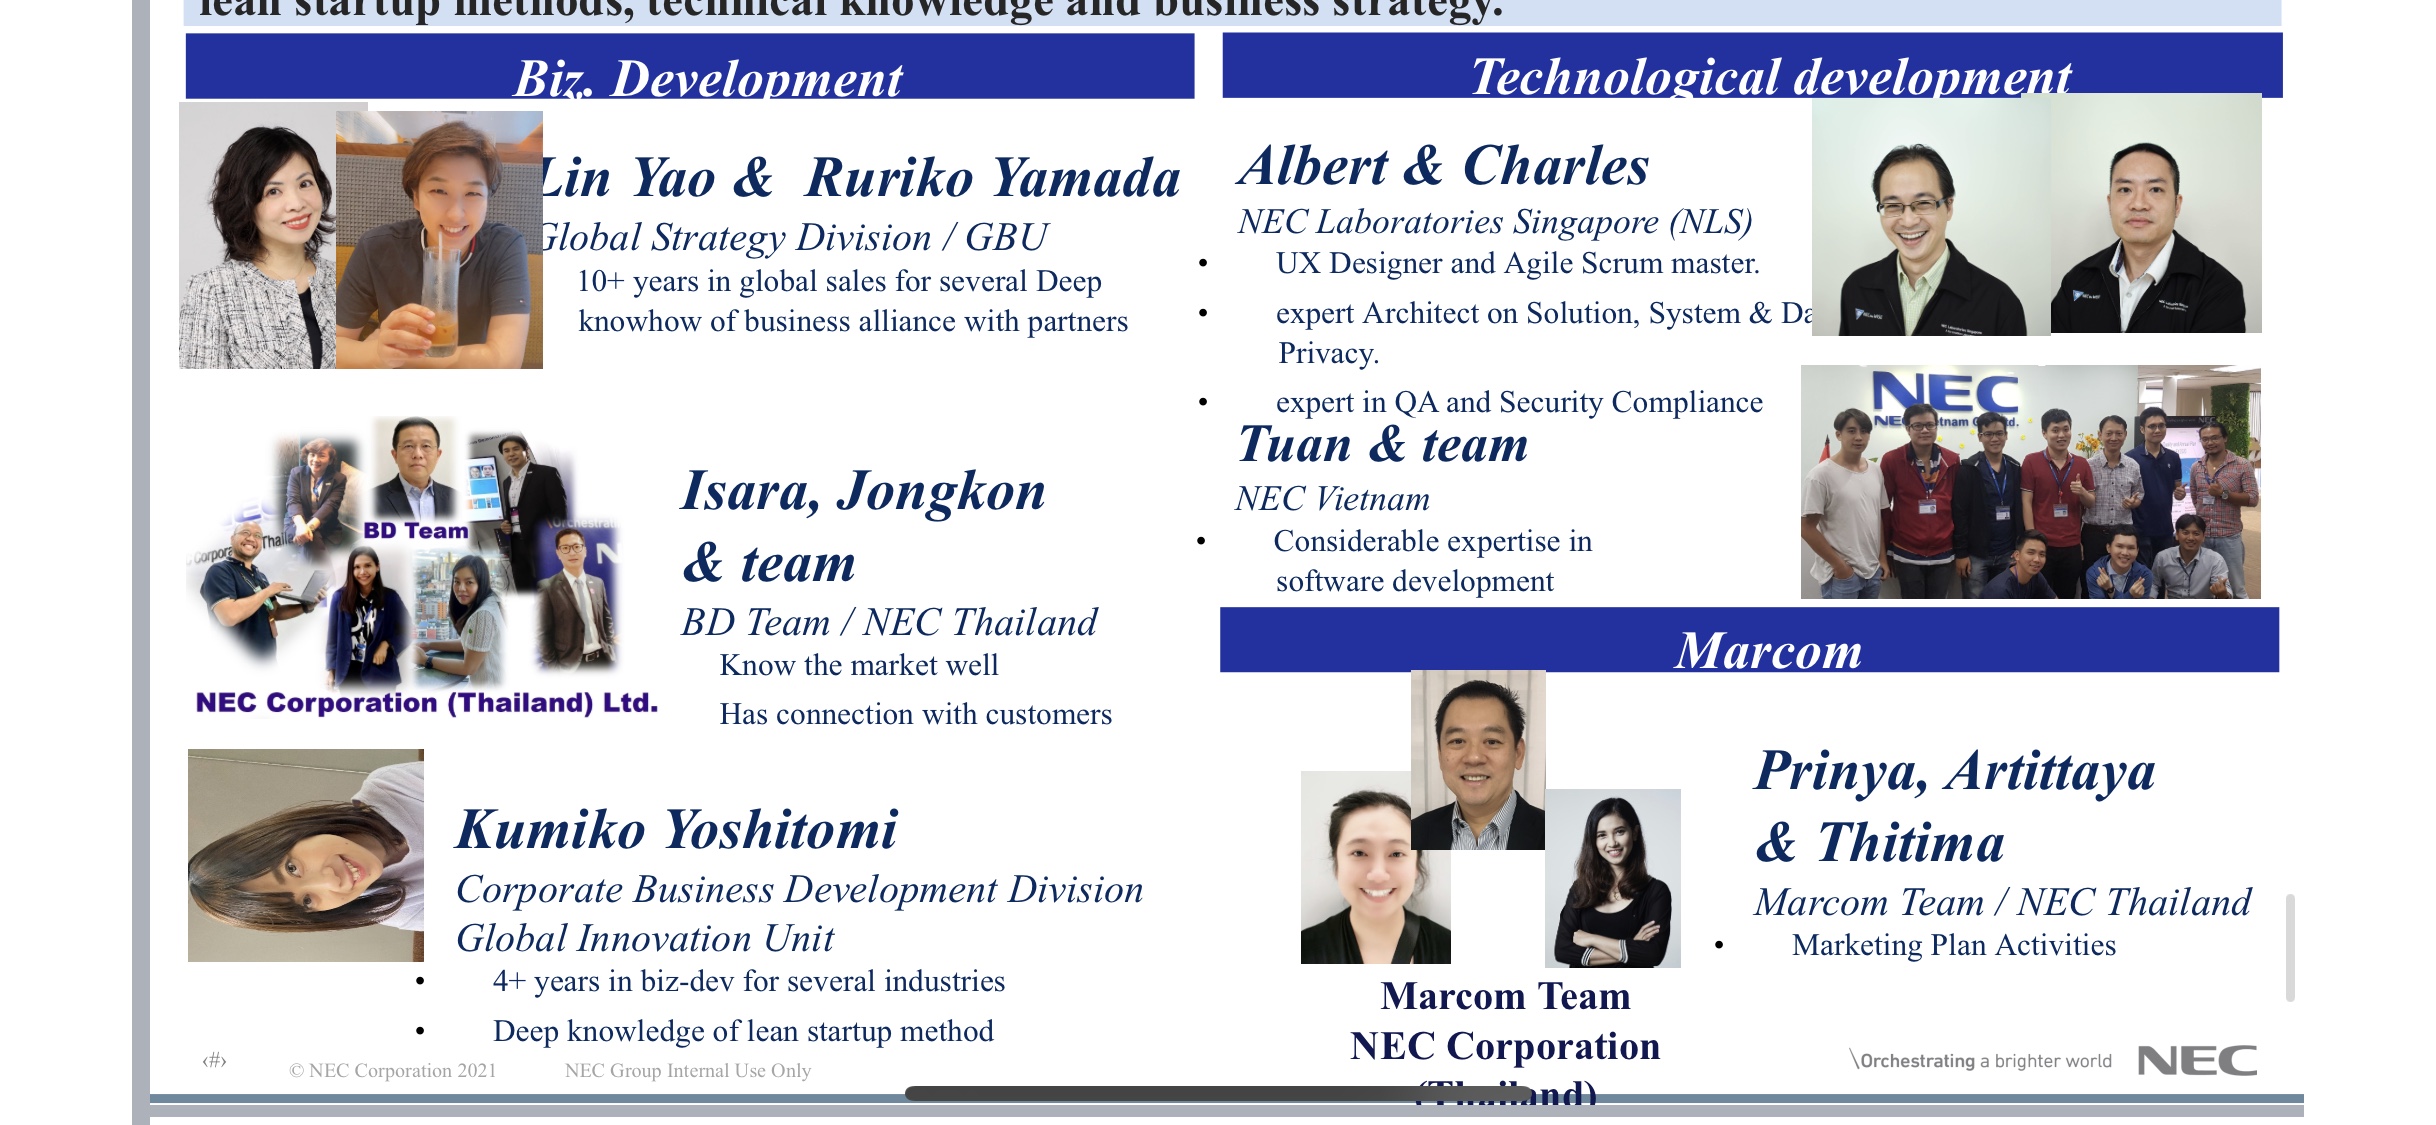 lean startup methods, technical knowledge and business strategy.
Biz. Development
Lin Yao & Ruriko Yamada
Global Strategy Division / GBU
10+ years in global sales for several Deep
knowhow of business alliance with partners
BD Team
NEC Corporation (Thailand) Ltd.
Isara, Jongkon
& team
BD Team / NEC Thailand
Know the market well
Has connection with customers
Kumiko Yoshitomi
Corporate Business Development Division
Global Innovation Unit
• 4+ years in biz-dev for several industries
• Deep knowledge of lean startup method
Technological development
Albert & Charles
NEC Laboratories Singapore (NLS)
• UX Designer and Agile Scrum master.
• expert Architect on Solution, System & Da
Privacy.
• expert in QA and Security Compliance
Tuan & team
NEC Vietnam
• Considerable expertise in
software development
NEC
Marcom
Prinya, Artittaya
& Thitima
Marcom Team / NEC Thailand
• Marketing Plan Activities
Marcom Team
NEC Corporation
(Thailand)
‹#›
© NEC Corporation 2021
NEC Group Internal Use Only
\Orchestrating a brighter world
NEC